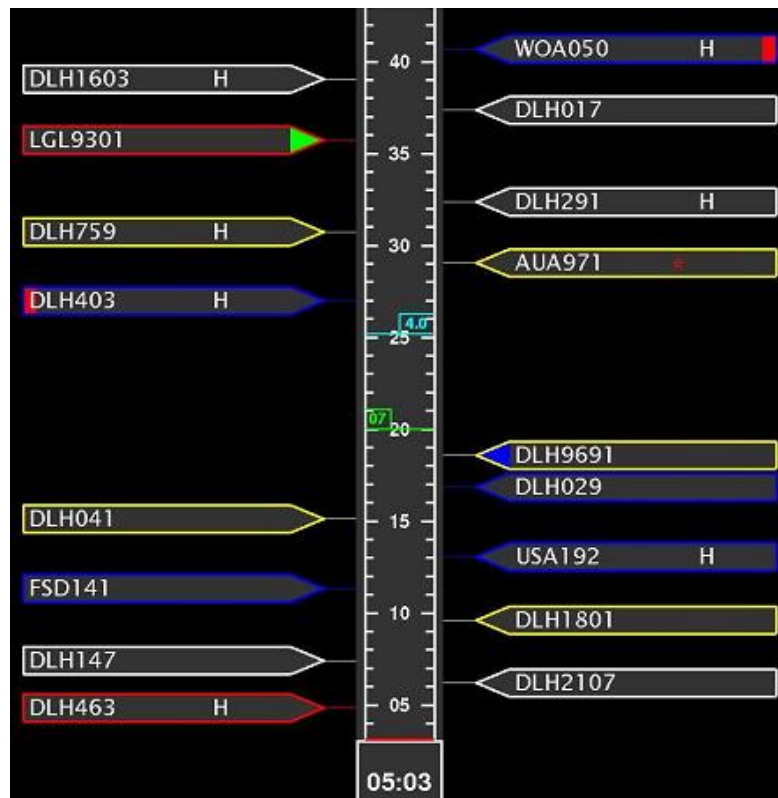 WOA050 H
40
DLH1603 H
DLH017
LGL9301
35
DLH291 H
DLH759 H
30
AUA971 *
DLH403 H
4.0
25
07
20
DLH9691
DLH029
DLH041
15
USA192 H
FSD141
10
DLH1801
DLH147
DLH2107
DLH463 H
05
05:03